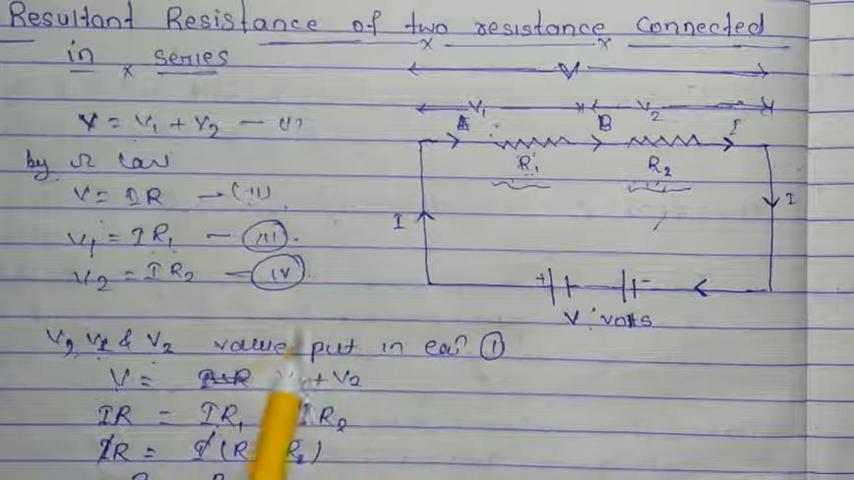 Resultant Resistance of two resistance Connected
in series
V
V1 V2
V = V1 + V2 — (I)
A B I
by Ω Law
R1 R2
V = IR → (II)
I I
V1 = IR1 — (III).
V2 = IR2 — (IV)
+ −
V volts
V, V1 & V2 value put in eqn (1)
V = + V2
IR = IR1 IR2
IR = I(R R2)